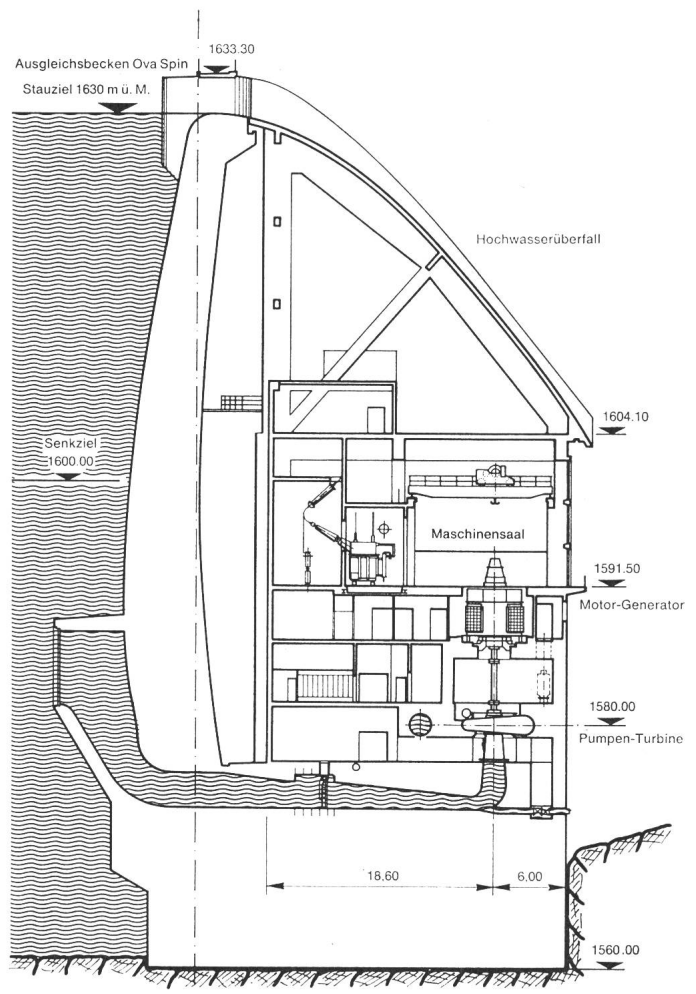 1633.30
Ausgleichsbecken Ova Spin
Stauziel 1630 m ü. M.
Hochwasserüberfall
1604.10
Senkziel
1600.00
Maschinensaal
1591.50
Motor-Generator
1580.00
Pumpen-Turbine
18,60
6,00
1560.00